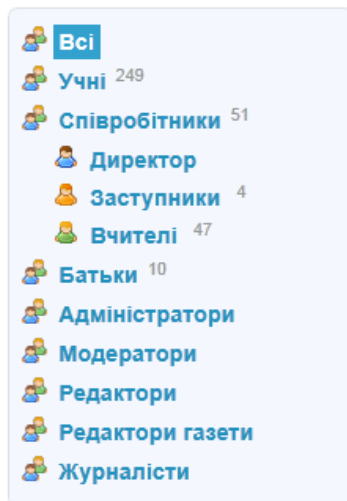 Всі
Учні 249
Співробітники 51
Директор
Заступники 4
Вчителі 47
Батьки 10
Адміністратори
Модератори
Редактори
Редактори газети
Журналісти